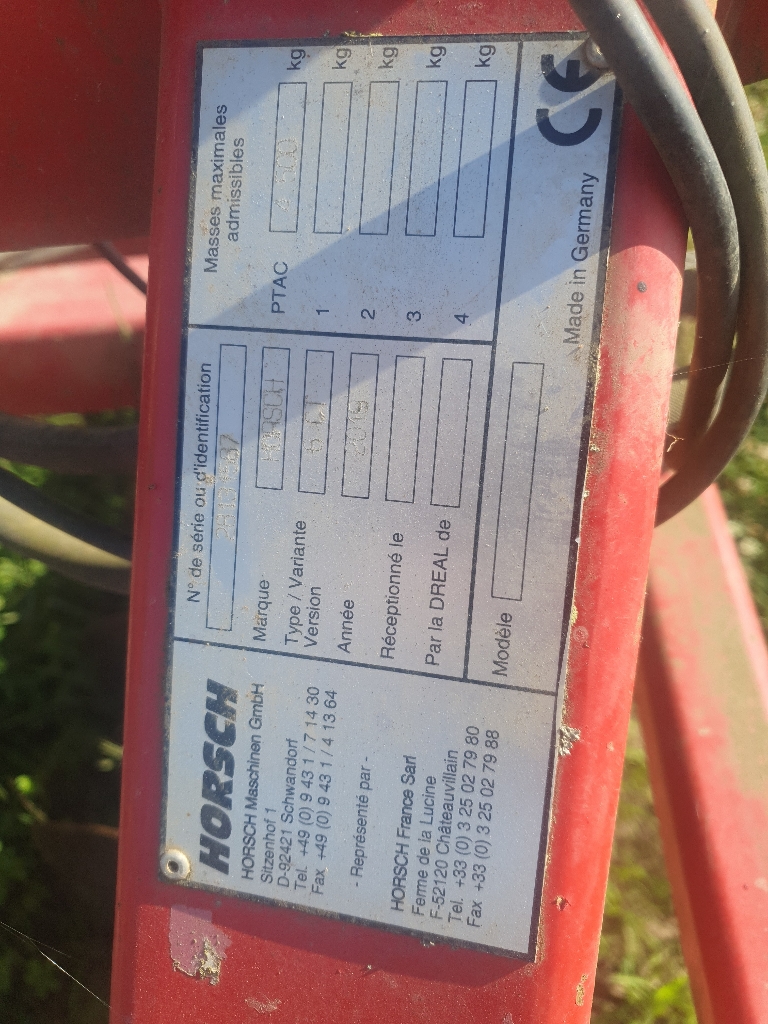 HORSCH
HORSCH Maschinen GmbH
Sitzenhof 1
D-92421 Schwandorf
Tel. +49 (0) 9 43 1 / 7 14 30
Fax +49 (0) 9 43 1 / 4 13 64
- Représenté par -
HORSCH France Sarl
Ferme de la Lucine
F-52120 Châteauvillain
Tel. +33 (0) 3 25 02 79 80
Fax +33 (0) 3 25 02 79 88
N° de série ou d'identification
Marque HORSCH
Type / Variante
Version
Année
Réceptionné le
Par la DREAL de
Modèle
Masses maximales
admissibles
PTAC 4 500 kg
1 kg
2 kg
3 kg
4 kg
Made in Germany
CE